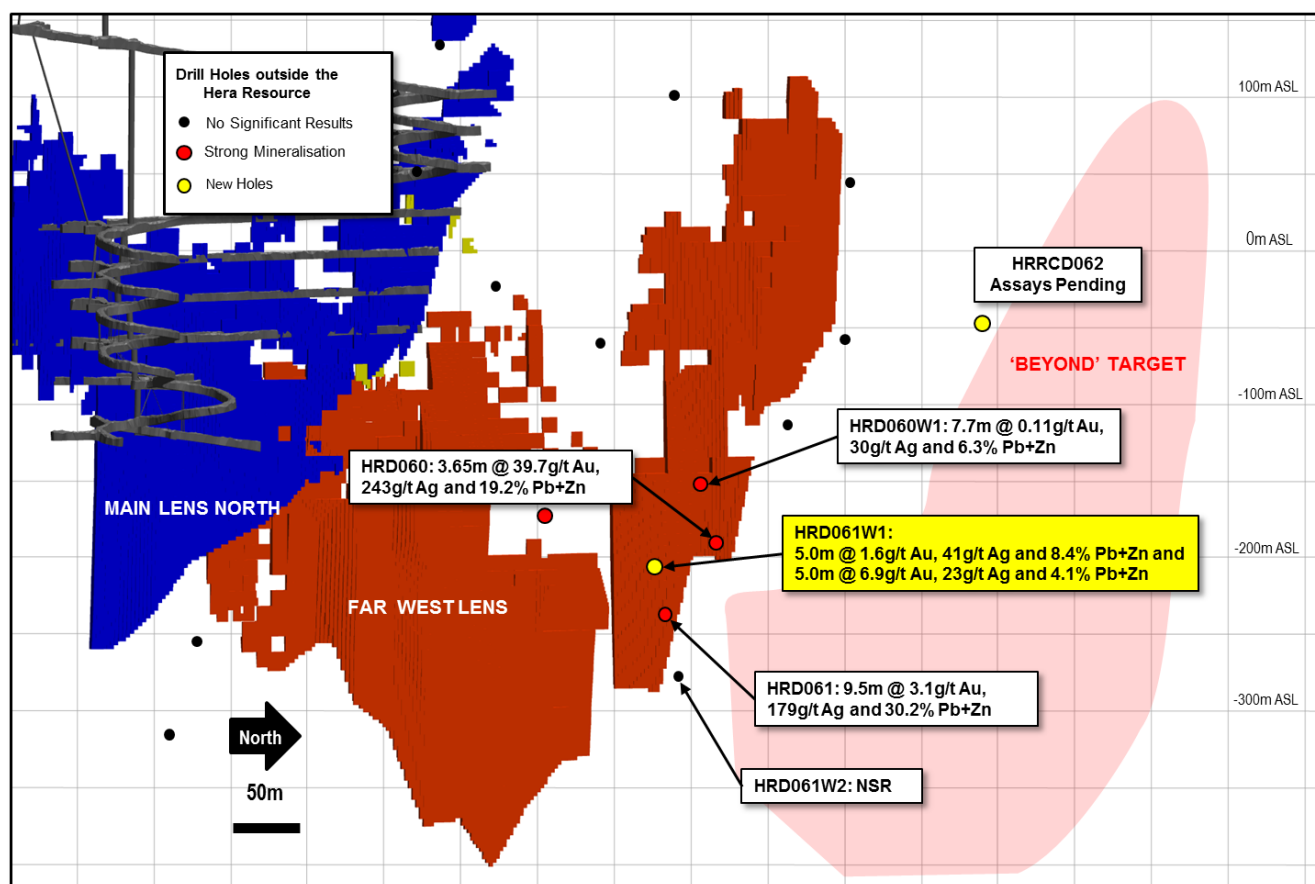 Drill Holes outside the
Hera Resource
No Significant Results
Strong Mineralisation
New Holes
100m ASL
0m ASL
HRRCD062
Assays Pending
'BEYOND' TARGET
-100m ASL
HRD060W1: 7.7m @ 0.11g/t Au,
30g/t Ag and 6.3% Pb+Zn
HRD060: 3.65m @ 39.7g/t Au,
243g/t Ag and 19.2% Pb+Zn
MAIN LENS NORTH
HRD061W1:
5.0m @ 1.6g/t Au, 41g/t Ag and 8.4% Pb+Zn and
5.0m @ 6.9g/t Au, 23g/t Ag and 4.1% Pb+Zn
-200m ASL
FAR WEST LENS
HRD061: 9.5m @ 3.1g/t Au,
179g/t Ag and 30.2% Pb+Zn
-300m ASL
North
50m
HRD061W2: NSR